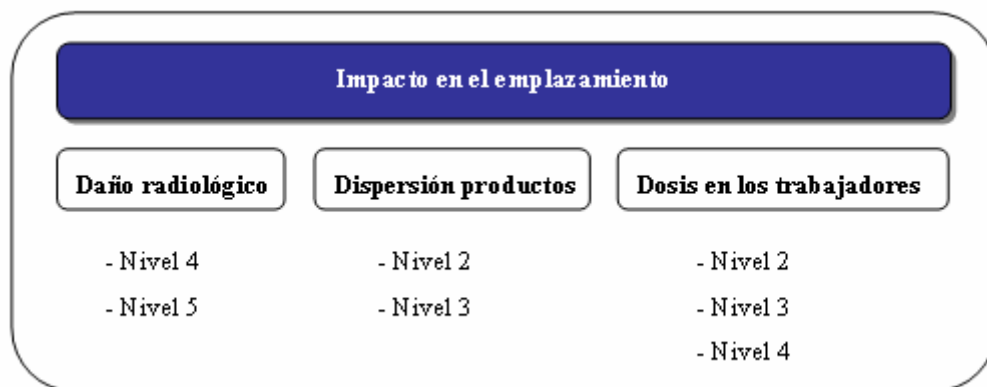 Impacto en el emplazamiento
Daño radiológico
Dispersión productos
Dosis en los trabajadores
- Nivel 4
- Nivel 5
- Nivel 2
- Nivel 3
- Nivel 2
- Nivel 3
- Nivel 4